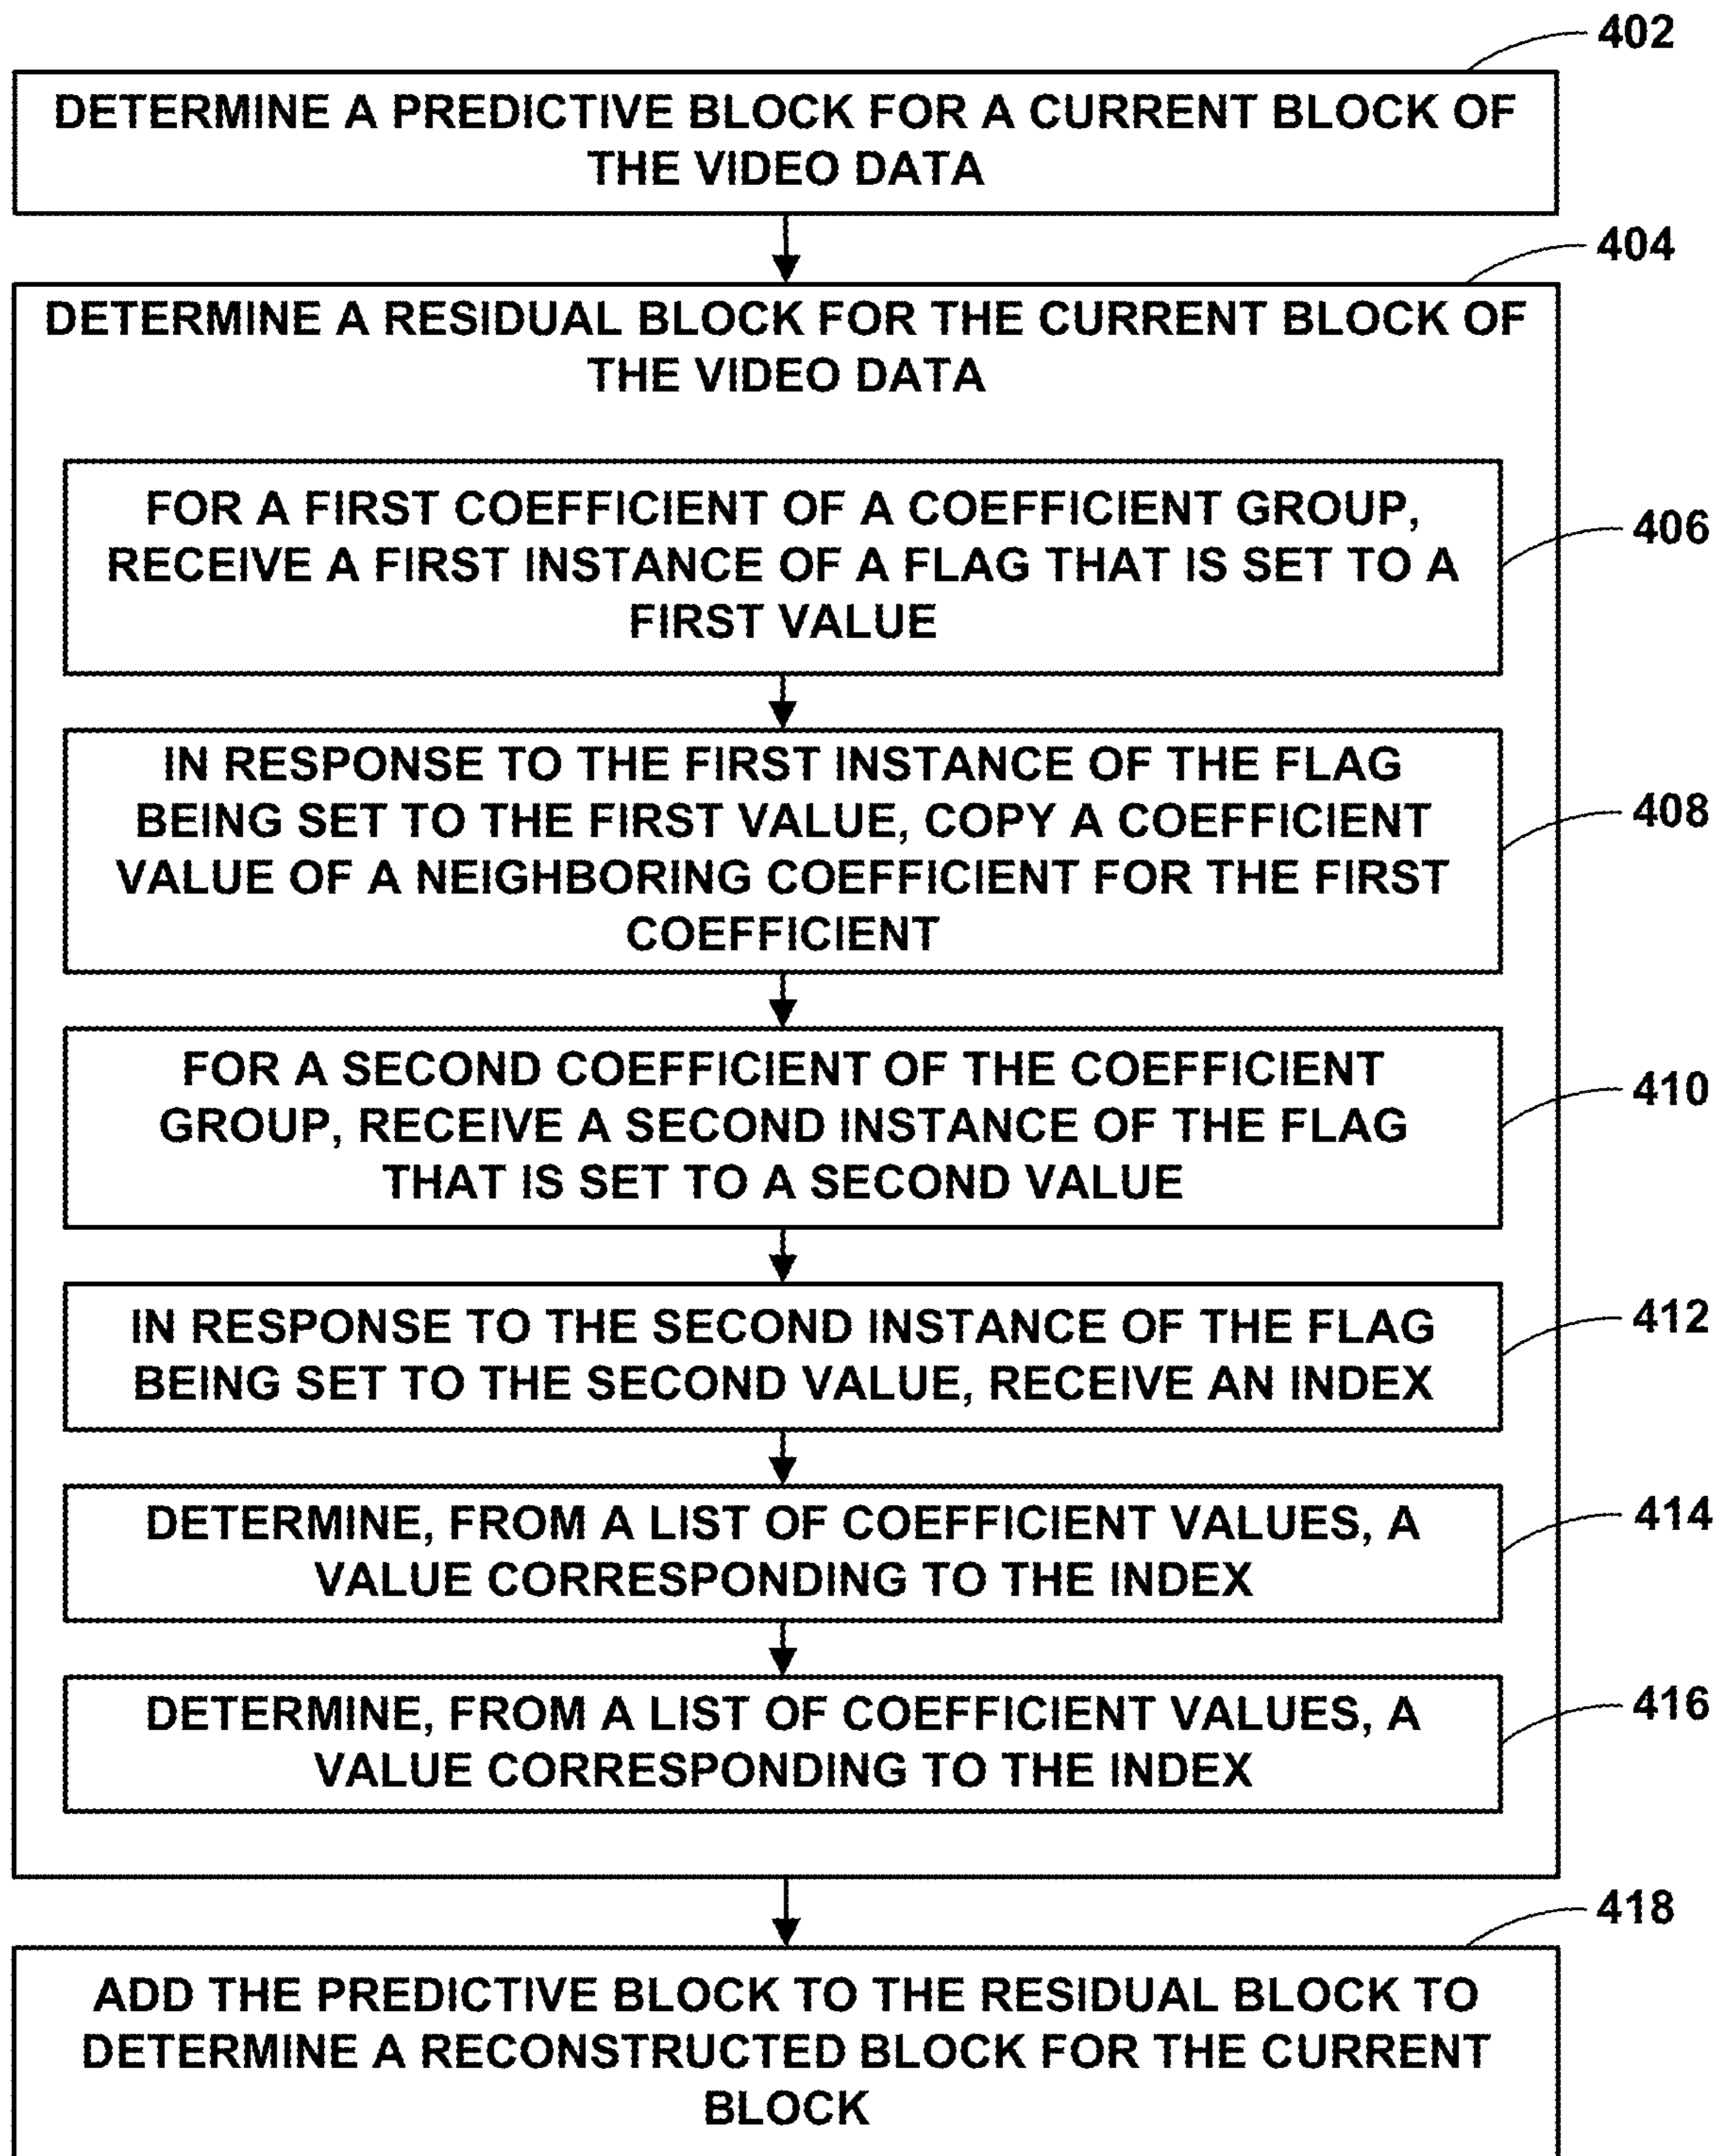 402
DETERMINE A PREDICTIVE BLOCK FOR A CURRENT BLOCK OF
THE VIDEO DATA
404
DETERMINE A RESIDUAL BLOCK FOR THE CURRENT BLOCK OF
THE VIDEO DATA
FOR A FIRST COEFFICIENT OF A COEFFICIENT GROUP,
RECEIVE A FIRST INSTANCE OF A FLAG THAT IS SET TO A
FIRST VALUE
406
IN RESPONSE TO THE FIRST INSTANCE OF THE FLAG
BEING SET TO THE FIRST VALUE, COPY A COEFFICIENT
VALUE OF A NEIGHBORING COEFFICIENT FOR THE FIRST
COEFFICIENT
408
FOR A SECOND COEFFICIENT OF THE COEFFICIENT
GROUP, RECEIVE A SECOND INSTANCE OF THE FLAG
THAT IS SET TO A SECOND VALUE
410
IN RESPONSE TO THE SECOND INSTANCE OF THE FLAG
BEING SET TO THE SECOND VALUE, RECEIVE AN INDEX
412
DETERMINE, FROM A LIST OF COEFFICIENT VALUES, A
VALUE CORRESPONDING TO THE INDEX
414
DETERMINE, FROM A LIST OF COEFFICIENT VALUES, A
VALUE CORRESPONDING TO THE INDEX
416
418
ADD THE PREDICTIVE BLOCK TO THE RESIDUAL BLOCK TO
DETERMINE A RECONSTRUCTED BLOCK FOR THE CURRENT
BLOCK